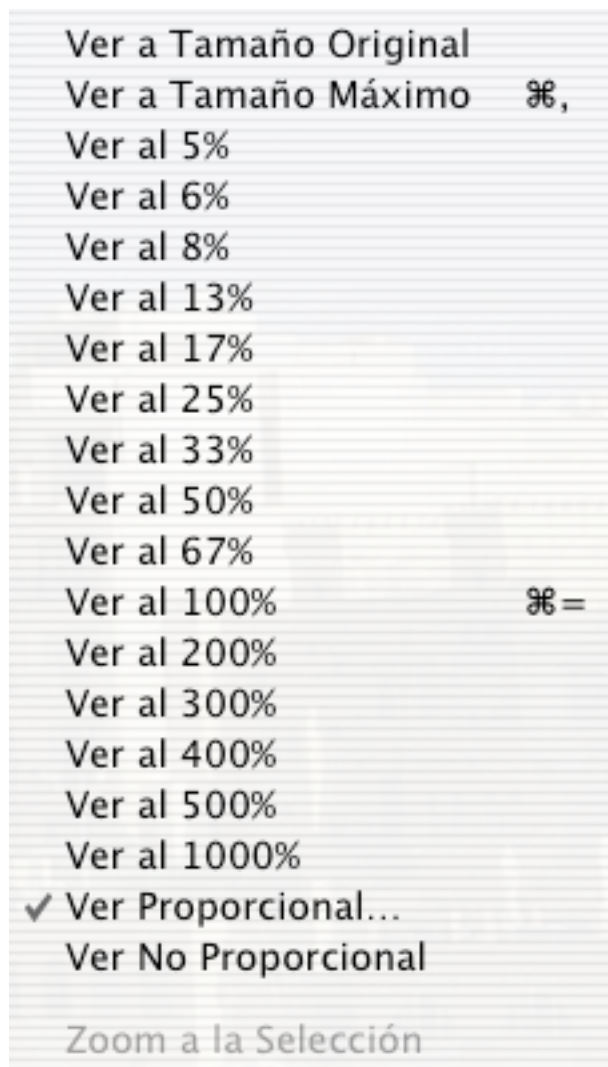 Ver a Tamaño Original
Ver a Tamaño Máximo ⌘,
Ver al 5%
Ver al 6%
Ver al 8%
Ver al 13%
Ver al 17%
Ver al 25%
Ver al 33%
Ver al 50%
Ver al 67%
Ver al 100% ⌘=
Ver al 200%
Ver al 300%
Ver al 400%
Ver al 500%
Ver al 1000%
✓ Ver Proporcional...
Ver No Proporcional
Zoom a la Selección